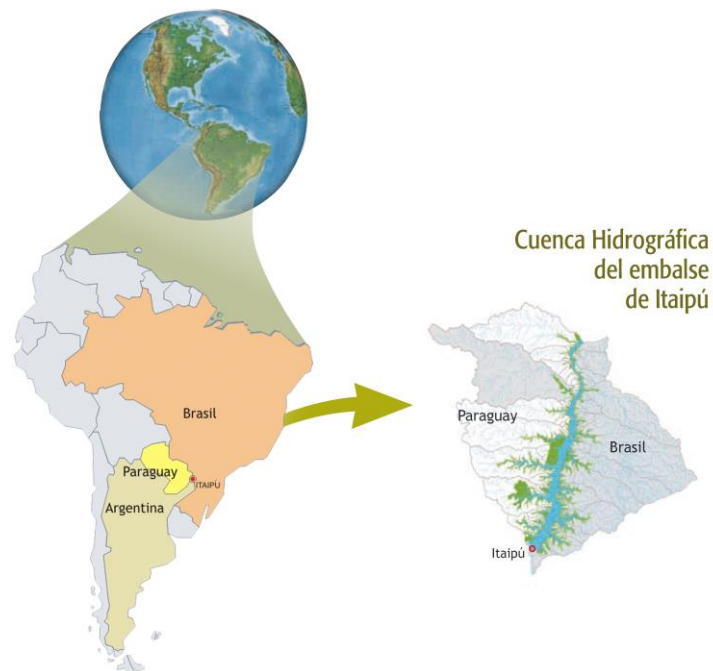 Cuenca Hidrográfica
del embalse
de Itaipú
Brasil
Paraguay
ITAIPÚ
Argentina
Paraguay
Brasil
Itaipú